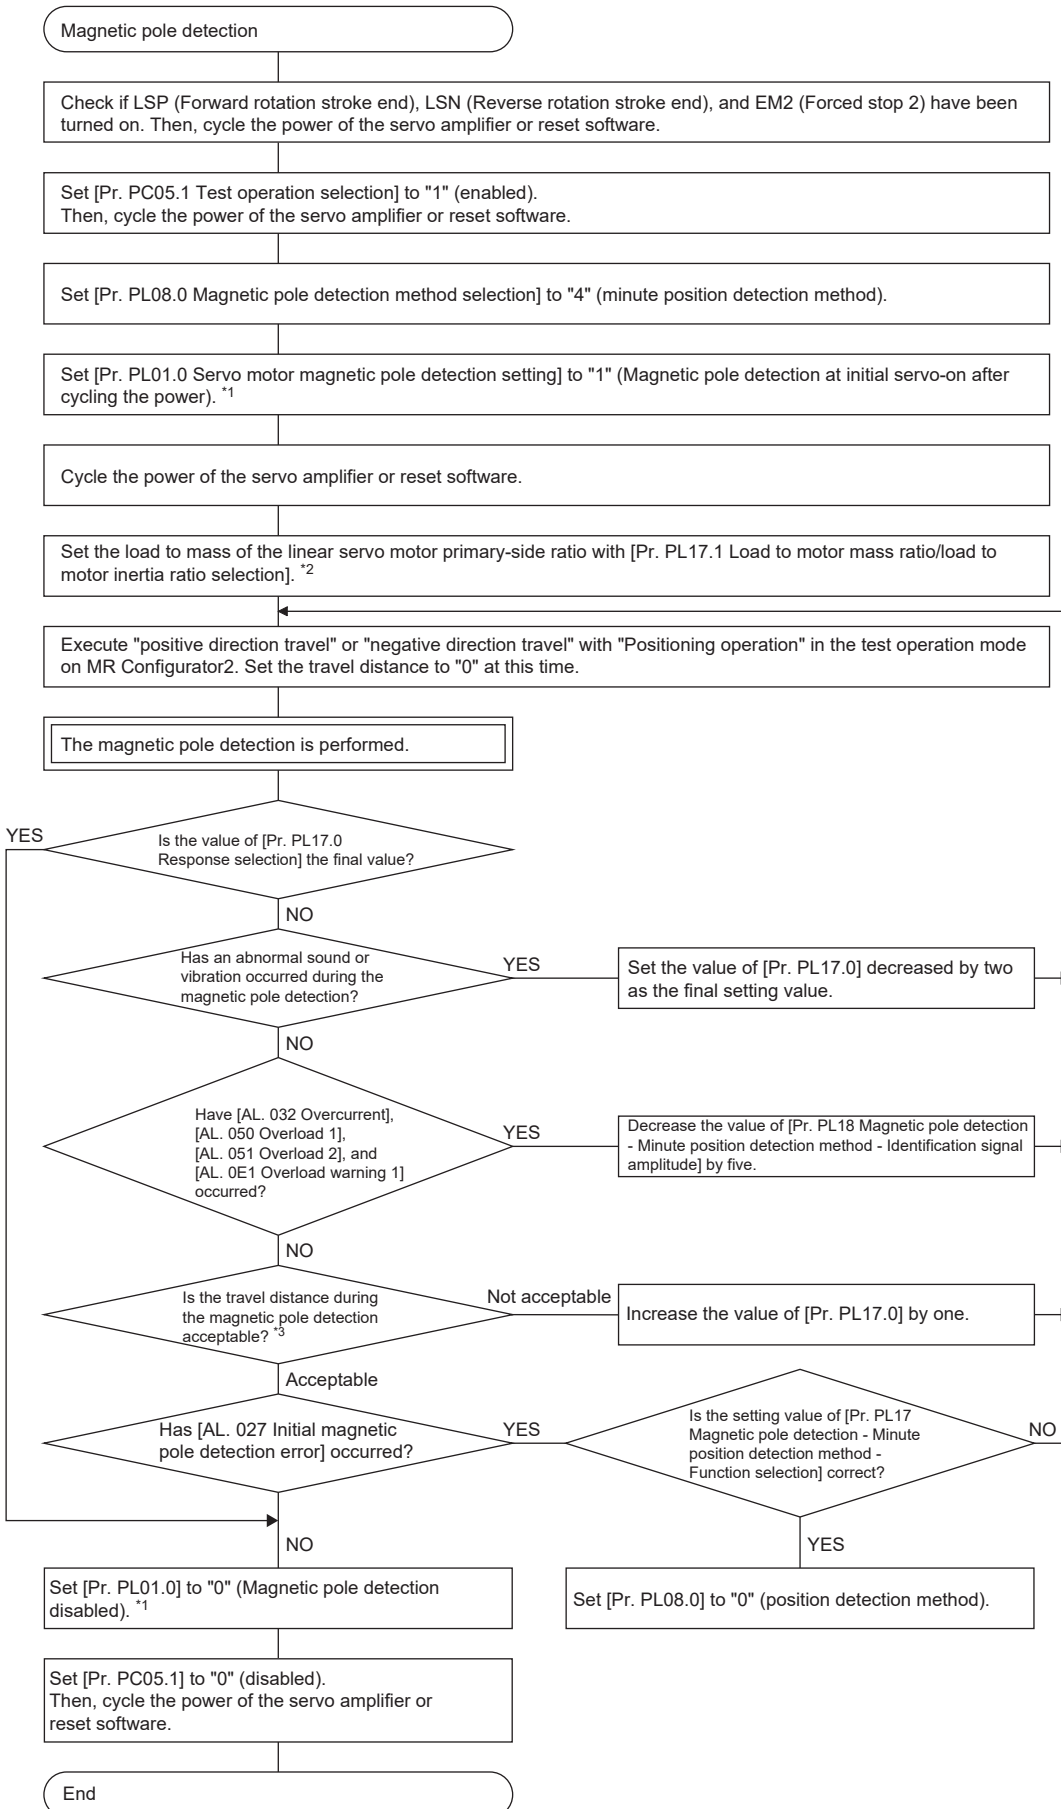 Magnetic pole detection
Check if LSP (Forward rotation stroke end), LSN (Reverse rotation stroke end), and EM2 (Forced stop 2) have been
turned on. Then, cycle the power of the servo amplifier or reset software.
Set [Pr. PC05.1 Test operation selection] to "1" (enabled).
Then, cycle the power of the servo amplifier or reset software.
Set [Pr. PL08.0 Magnetic pole detection method selection] to "4" (minute position detection method).
Set [Pr. PL01.0 Servo motor magnetic pole detection setting] to "1" (Magnetic pole detection at initial servo-on after
cycling the power). *1
Cycle the power of the servo amplifier or reset software.
Set the load to mass of the linear servo motor primary-side ratio with [Pr. PL17.1 Load to motor mass ratio/load to
motor inertia ratio selection]. *2
Execute "positive direction travel" or "negative direction travel" with "Positioning operation" in the test operation mode
on MR Configurator2. Set the travel distance to "0" at this time.
The magnetic pole detection is performed.
YES
Is the value of [Pr. PL17.0
Response selection] the final value?
NO
Has an abnormal sound or
vibration occurred during the
magnetic pole detection?
YES
Set the value of [Pr. PL17.0] decreased by two
as the final setting value.
NO
Have [AL. 032 Overcurrent],
[AL. 050 Overload 1],
[AL. 051 Overload 2], and
[AL. 0E1 Overload warning 1]
occurred?
YES
Decrease the value of [Pr. PL18 Magnetic pole detection
- Minute position detection method - Identification signal
amplitude] by five.
NO
Is the travel distance during
the magnetic pole detection
acceptable? *3
Not acceptable
Increase the value of [Pr. PL17.0] by one.
Acceptable
Has [AL. 027 Initial magnetic
pole detection error] occurred?
YES
Is the setting value of [Pr. PL17
Magnetic pole detection - Minute
position detection method -
Function selection] correct?
NO
NO
YES
Set [Pr. PL01.0] to "0" (Magnetic pole detection
disabled). *1
Set [Pr. PL08.0] to "0" (position detection method).
Set [Pr. PC05.1] to "0" (disabled).
Then, cycle the power of the servo amplifier or
reset software.
End